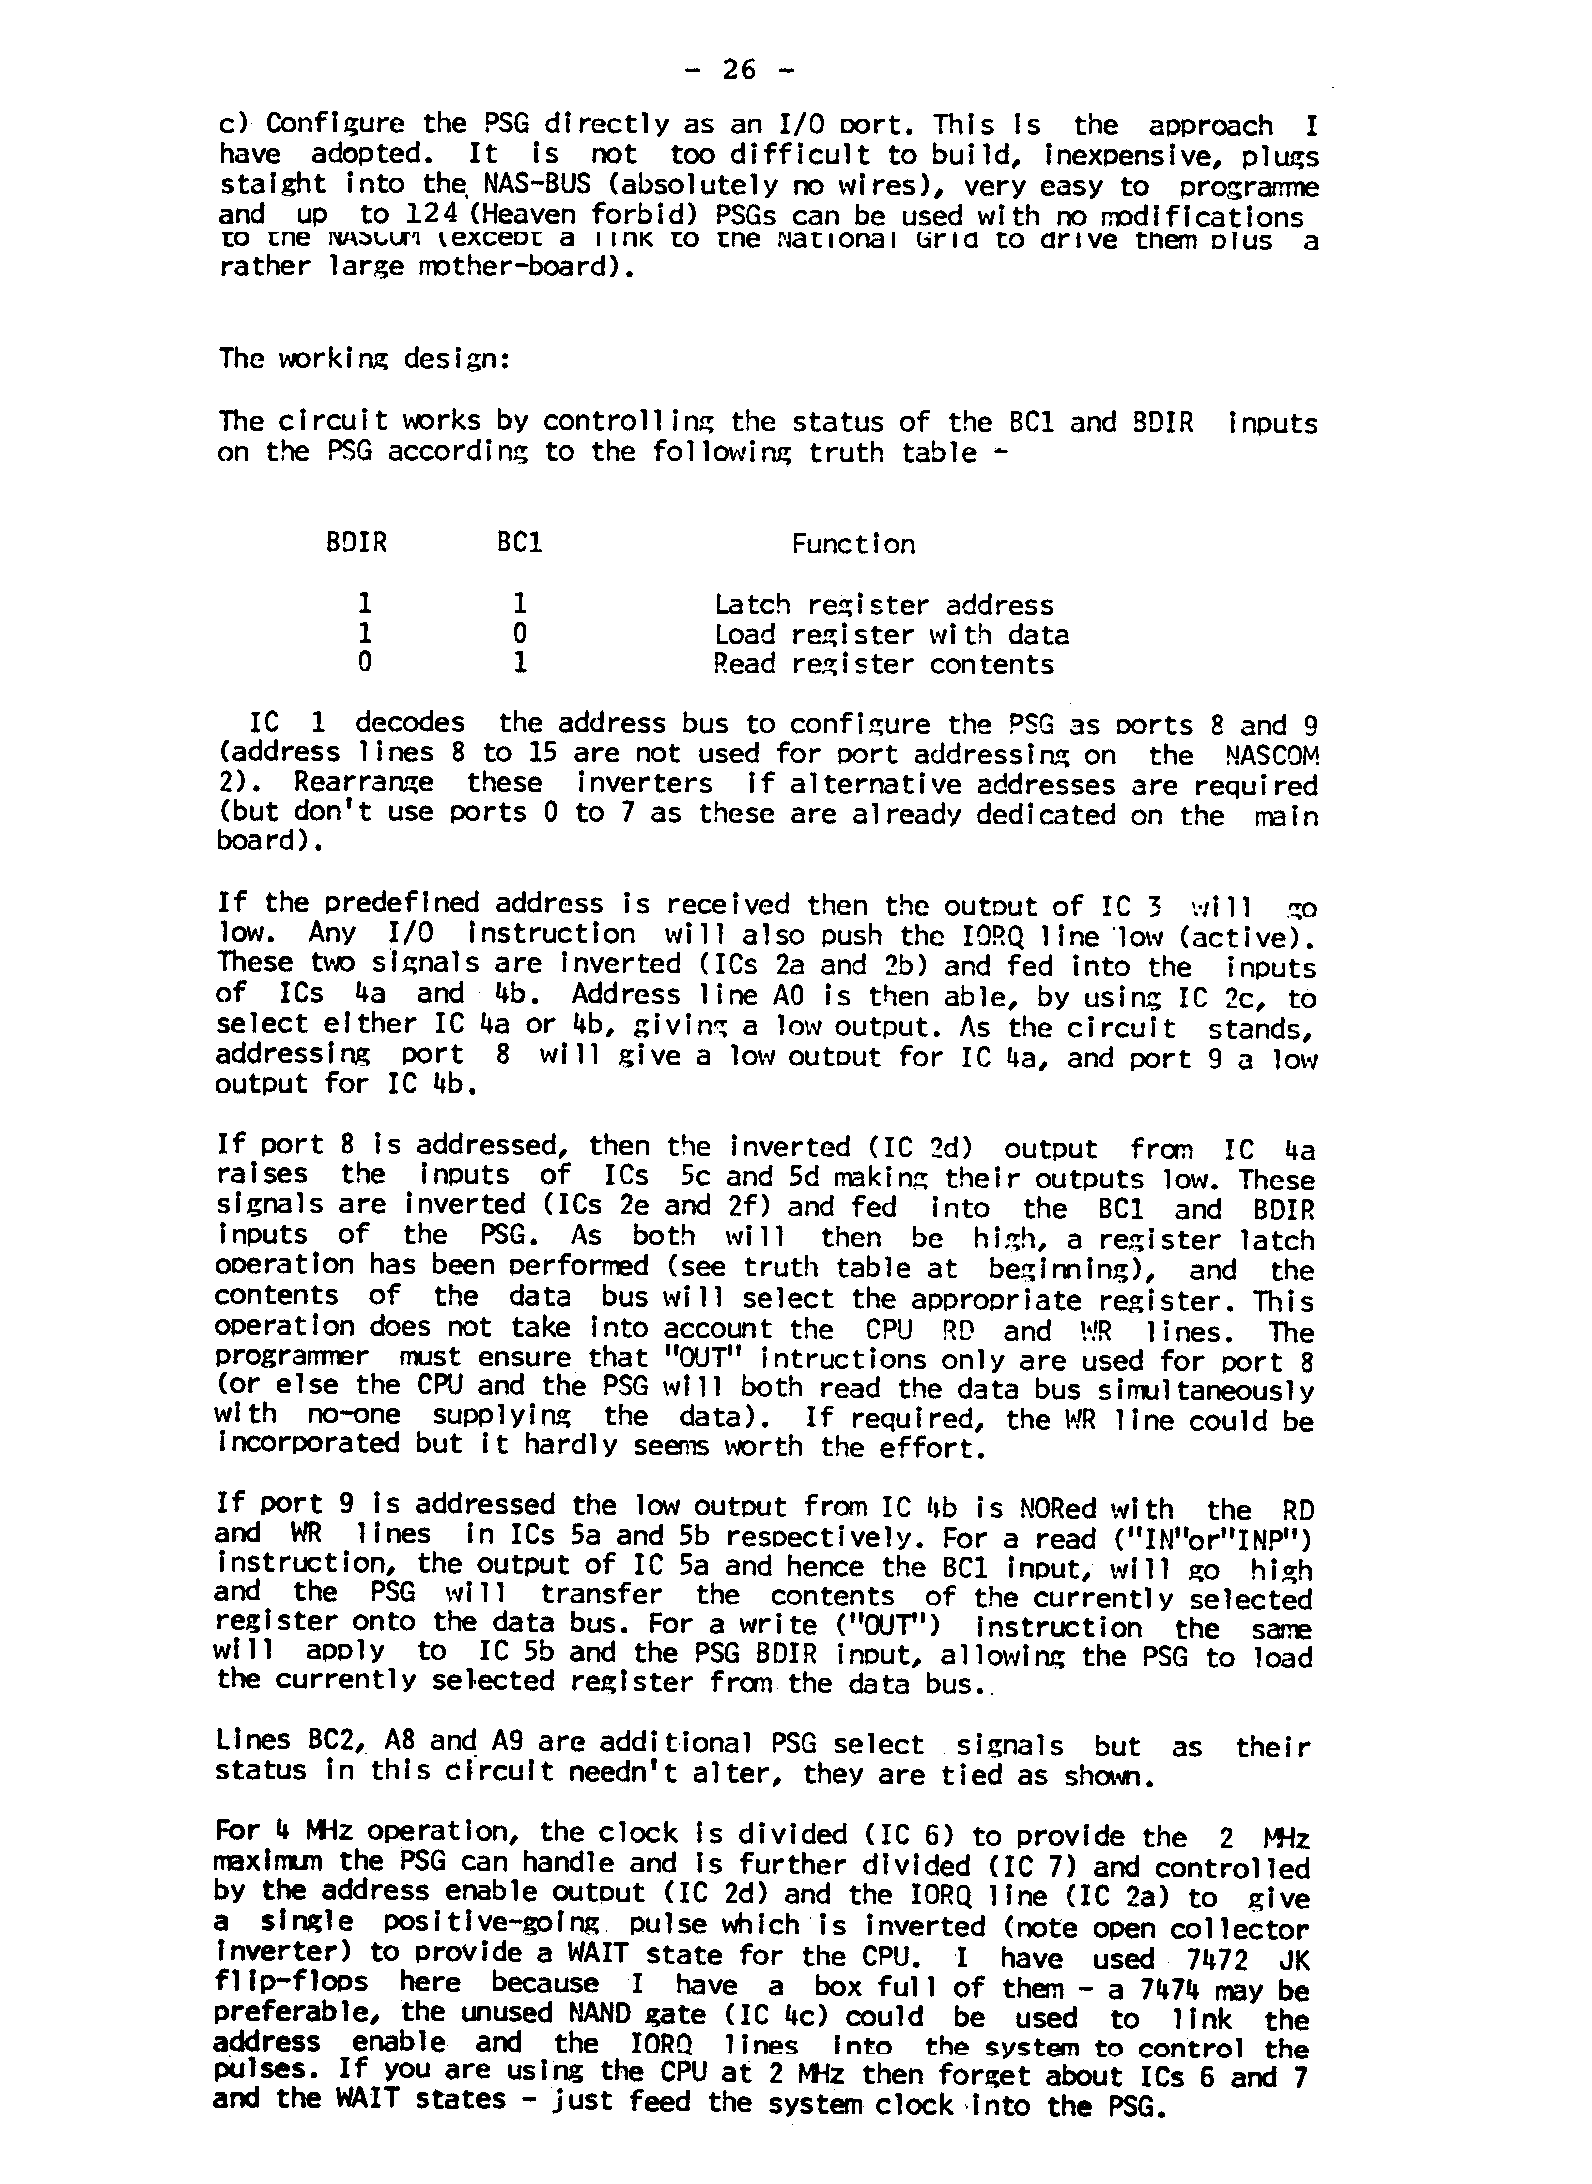 - 26 -
c) Configure the PSG directly as an I/O port. This is the approach I
have adopted. It is not too difficult to build, inexpensive, plugs
staight into the NAS-BUS (absolutely no wires), very easy to programme
and up to 124 (Heaven forbid) PSGs can be used with no modifications
to the NASCOM (except a link to the National Grid to drive them plus a
rather large mother-board).
The working design:
The circuit works by controlling the status of the BC1 and BDIR inputs
on the PSG according to the following truth table -
BDIR BC1 Function
1 1 Latch register address
1 0 Load register with data
0 1 Read register contents
IC 1 decodes the address bus to configure the PSG as ports 8 and 9
(address lines 8 to 15 are not used for port addressing on the NASCOM
2). Rearrange these inverters if alternative addresses are required
(but don't use ports 0 to 7 as these are already dedicated on the main
board).
If the predefined address is received then the output of IC 3 will go
low. Any I/O instruction will also push the IORQ line low (active).
These two signals are inverted (ICs 2a and 2b) and fed into the inputs
of ICs 4a and 4b. Address line A0 is then able, by using IC 2c, to
select either IC 4a or 4b, giving a low output. As the circuit stands,
addressing port 8 will give a low output for IC 4a, and port 9 a low
output for IC 4b.
If port 8 is addressed, then the inverted (IC 2d) output from IC 4a
raises the inputs of ICs 5c and 5d making their outputs low. These
signals are inverted (ICs 2e and 2f) and fed into the BC1 and BDIR
inputs of the PSG. As both will then be high, a register latch
operation has been performed (see truth table at beginning), and the
contents of the data bus will select the appropriate register. This
operation does not take into account the CPU RD and WR lines. The
programmer must ensure that "OUT" intructions only are used for port 8
(or else the CPU and the PSG will both read the data bus simultaneously
with no-one supplying the data). If required, the WR line could be
incorporated but it hardly seems worth the effort.
If port 9 is addressed the low output from IC 4b is NORed with the RD
and WR lines in ICs 5a and 5b respectively. For a read ("IN"or"INP")
instruction, the output of IC 5a and hence the BC1 input, will go high
and the PSG will transfer the contents of the currently selected
register onto the data bus. For a write ("OUT") instruction the same
will apply to IC 5b and the PSG BDIR input, allowing the PSG to load
the currently selected register from the data bus..
Lines BC2, A8 and A9 are additional PSG select signals but as their
status in this circuit needn't alter, they are tied as shown.
For 4 MHz operation, the clock is divided (IC 6) to provide the 2 MHz
maximum the PSG can handle and is further divided (IC 7) and controlled
by the address enable output (IC 2d) and the IORQ line (IC 2a) to give
a single positive-going pulse which is inverted (note open collector
inverter) to provide a WAIT state for the CPU. I have used 7472 JK
flip-flops here because I have a box full of them - a 7474 may be
preferable, the unused NAND gate (IC 4c) could be used to link the
address enable and the IORQ lines into the system to control the
pulses. If you are using the CPU at 2 MHz then forget about ICs 6 and 7
and the WAIT states - just feed the system clock into the PSG.